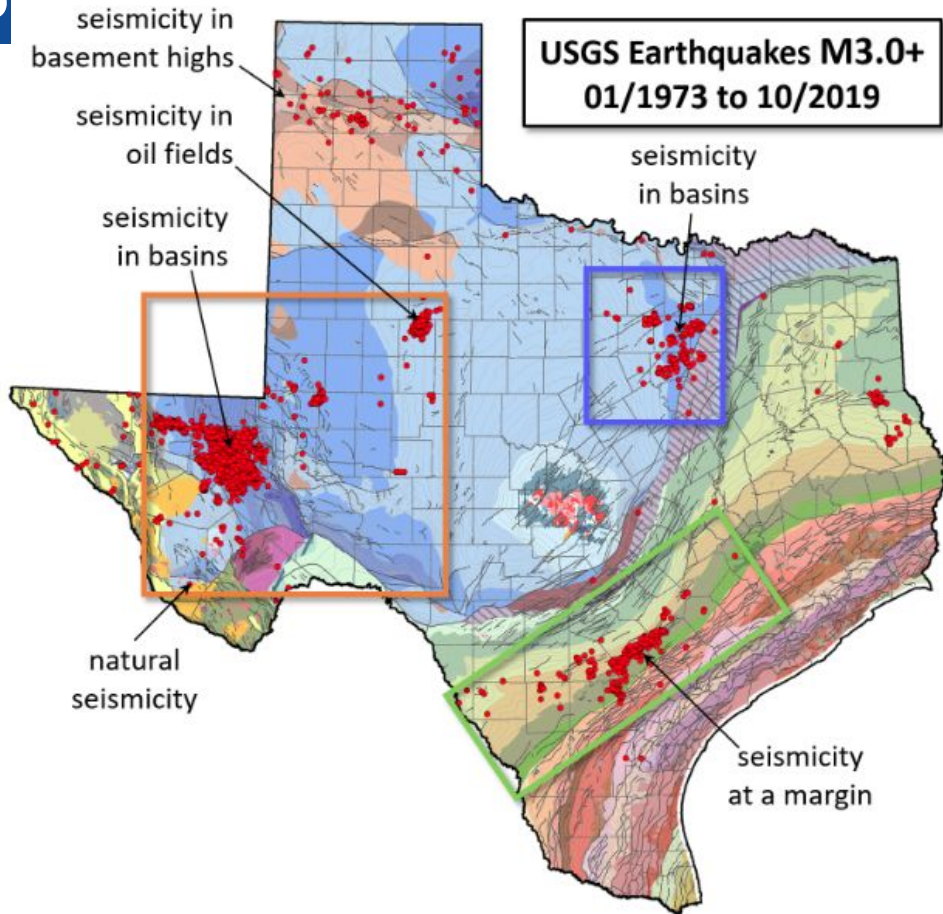 seismicity in
basement highs
USGS Earthquakes M3.0+
01/1973 to 10/2019
seismicity in
oil fields
seismicity
in basins
seismicity
in basins
natural
seismicity
seismicity
at a margin